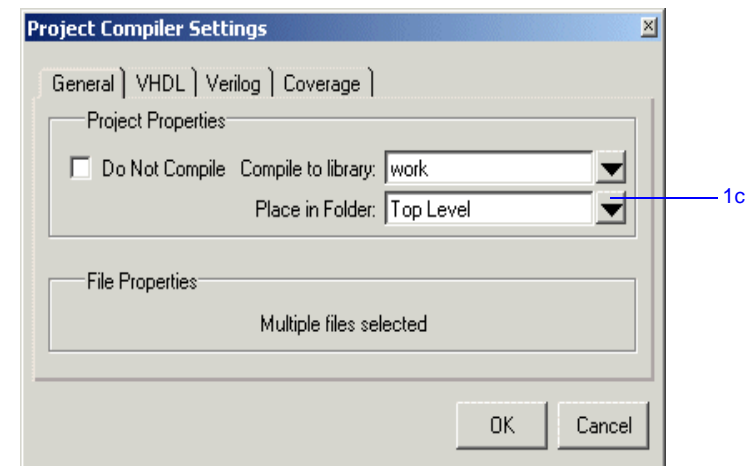 Project Compiler Settings
General VHDL Verilog Coverage
Project Properties
Do Not Compile Compile to library: work
Place in Folder: Top Level
1c
File Properties
Multiple files selected
OK Cancel